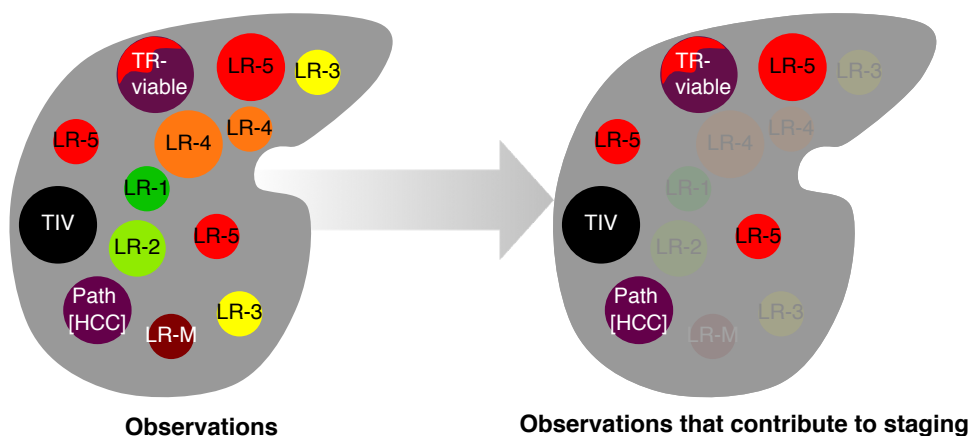 TR-
viable
LR-5
LR-3
LR-4
LR-4
LR-5
LR-1
TIV
LR-2
LR-5
Path
[HCC]
LR-3
LR-M
Observations
TR-
viable
LR-5
LR-3
LR-4
LR-4
LR-5
LR-1
TIV
LR-2
LR-5
Path
[HCC]
LR-3
LR-M
Observations that contribute to staging